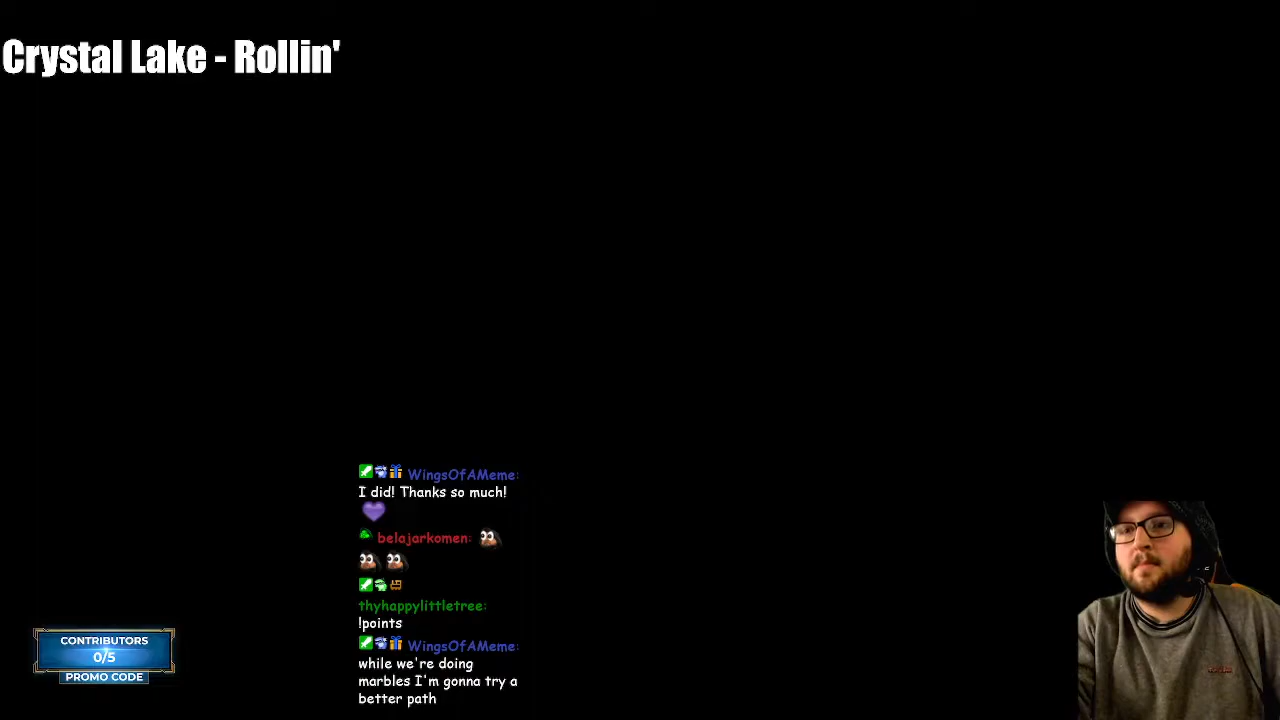 Crystal Lake - Rollin'
WingsOfAMeme:
I did! Thanks so much!
belajarkomen:
thyhappylittletree:
!points
WingsOfAMeme:
while we're doing
marbles I'm gonna try a
better path
CONTRIBUTORS
0/5
PROMO CODE